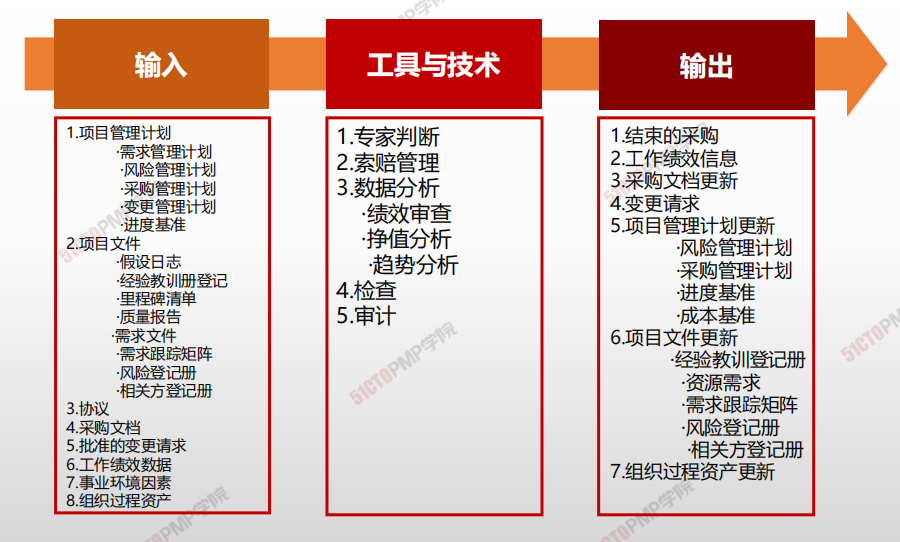 输入
1.项目管理计划
·需求管理计划
·风险管理计划
·采购管理计划
·变更管理计划
·进度基准
2.项目文件
·假设日志
·经验教训册登记
·里程碑清单
·质量报告
·需求文件
·需求跟踪矩阵
·风险登记册
·相关方登记册
3.协议
4.采购文档
5.批准的变更请求
6.工作绩效数据
7.事业环境因素
8.组织过程资产
工具与技术
1.专家判断
2.索赔管理
3.数据分析
·绩效审查
·挣值分析
·趋势分析
4.检查
5.审计
输出
1.结束的采购
2.工作绩效信息
3.采购文档更新
4.变更请求
5.项目管理计划更新
·风险管理计划
·采购管理计划
·进度基准
·成本基准
6.项目文件更新
·经验教训登记册
·资源需求
·需求跟踪矩阵
·风险登记册
·相关方登记册
7.组织过程资产更新
51CTOPMP学院